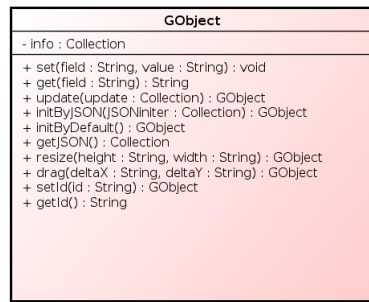 GObject
- info : Collection
+ set(field : String, value : String) : void
+ get(field : String) : String
+ update(update : Collection) : GObject
+ initByJSON(JSONiniter : Collection) : GObject
+ initByDefault() : GObject
+ getJSON() : Collection
+ resize(height : String, width : String) : GObject
+ drag(deltaX : String, deltaY : String) : GObject
+ setId(id : String) : GObject
+ getId() : String